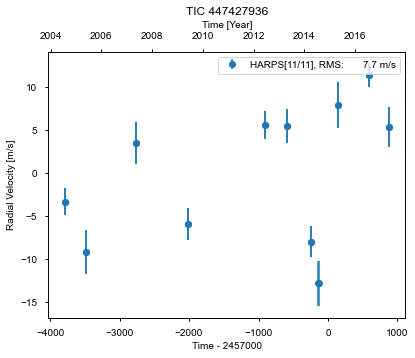 TIC 447427936
Time [Year]
2004 2006 2008 2010 2012 2014 2016
HARPS[11/11], RMS: 7.7 m/s
10
5
0
−5
−10
−15
Radial Velocity [m/s]
−4000 −3000 −2000 −1000 0 1000
Time - 2457000